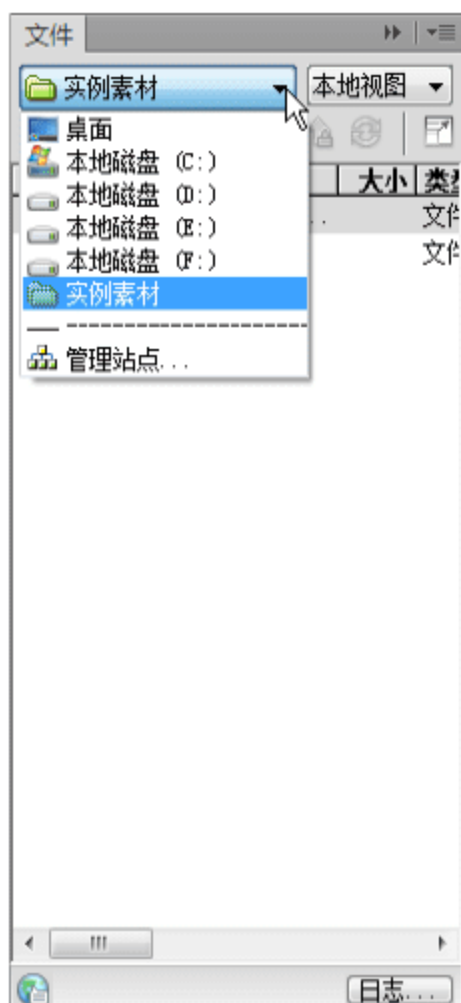 文件
实例素材 本地视图
桌面
本地磁盘 (C:)
大小 类
本地磁盘 (D:)
.. 文件
本地磁盘 (E:)
文件
本地磁盘 (F:)
实例素材
--------------------
管理站点...
日志...